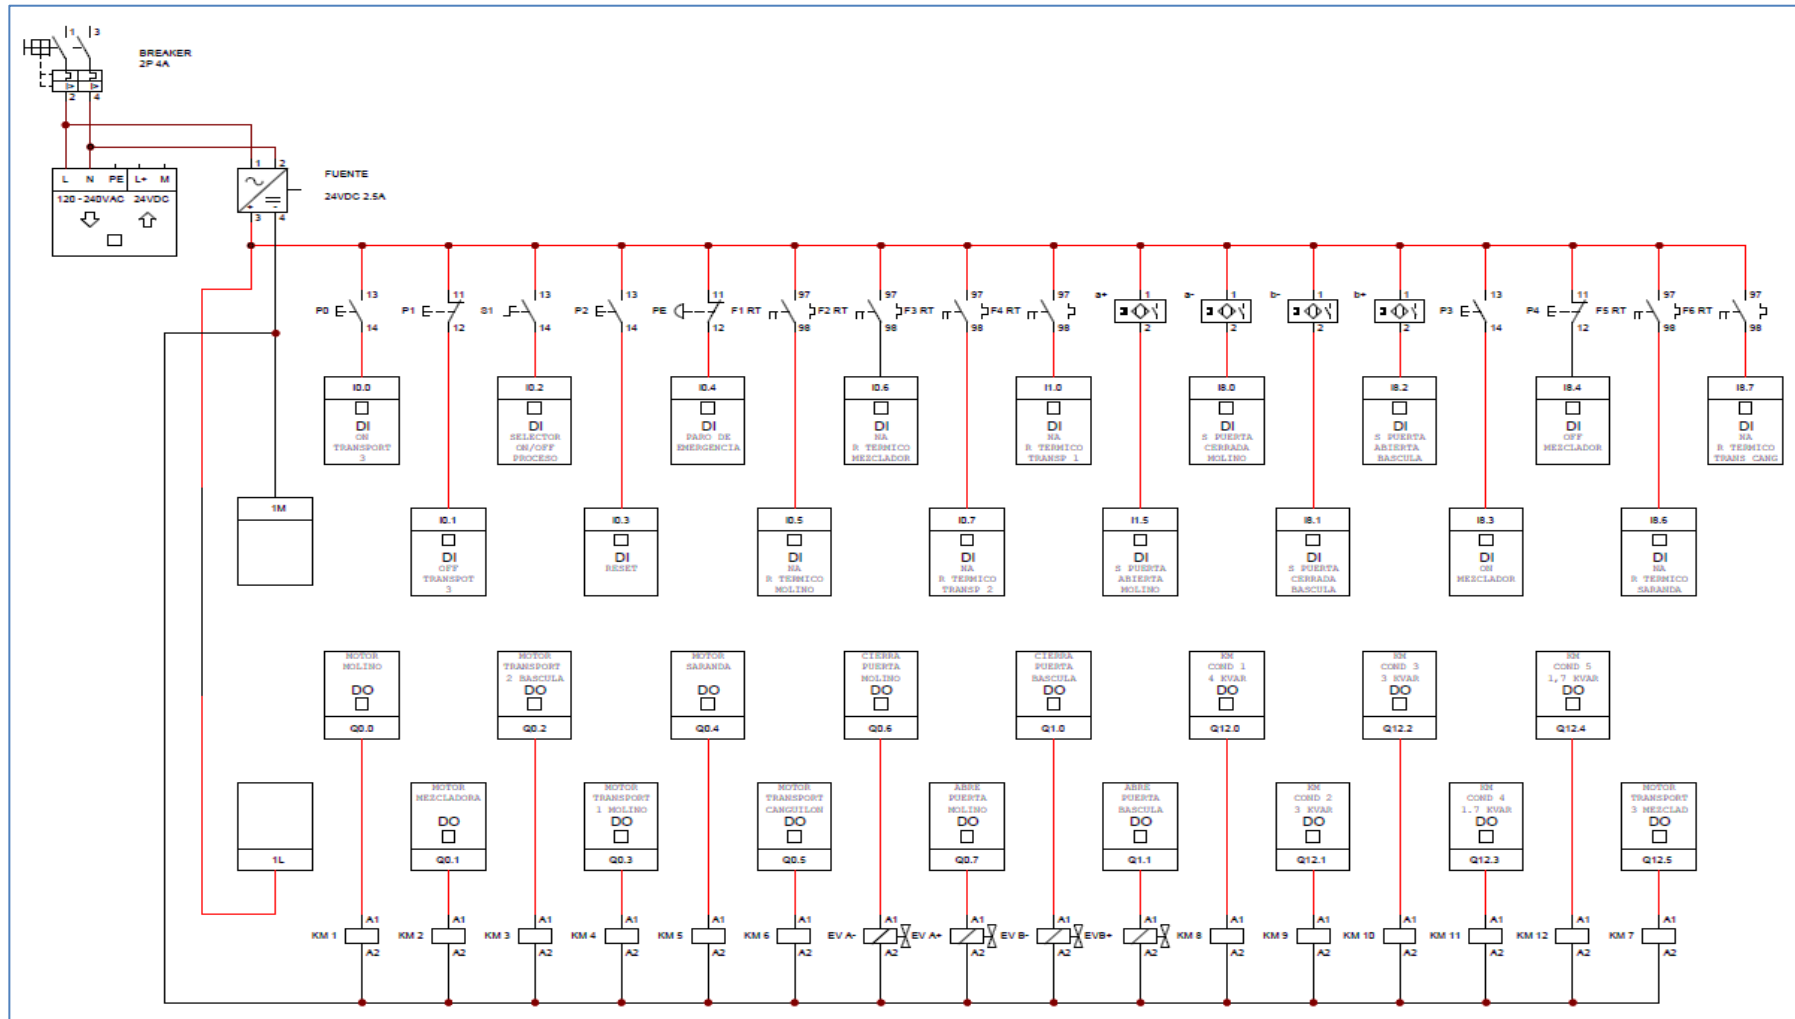 1 3
BREAKER
2P 4A
2 4
L N PE L+ M
120 - 240VAC 24VDC
1 2
FUENTE
24VDC 2.5A
+ =
3 4
P0 13 14
P1 11 12
S1 13 14
P2 13 14
PE 11 12
F1 RT 97 98
F2 RT 97 98
F3 RT 97 98
F4 RT 97 98
a+ 1 2
a- 1 2
b- 1 2
b+ 1 2
P3 13 14
P4 11 12
F5 RT 97 98
F6 RT 97 98
I0.0
DI
ON
TRANSPORT
3
I0.2
DI
SELECTOR
ON/OFF
PROCESO
I0.4
DI
PARO DE
EMERGENCIA
I0.6
DI
NA
R TERMICO
MEZCLADOR
I1.0
DI
NA
R TERMICO
TRANSP 1
I8.0
DI
S PUERTA
CERRADA
MOLINO
I8.2
DI
S PUERTA
ABIERTA
BASCULA
I8.4
DI
OFF
MEZCLADOR
I8.7
DI
NA
R TERMICO
TRANS CANG
1M
I0.1
DI
OFF
TRANSPOT
3
I0.3
DI
RESET
I0.5
DI
NA
R TERMICO
MOLINO
I0.7
DI
NA
R TERMICO
TRANSP 2
I1.5
DI
S PUERTA
ABIERTA
MOLINO
I8.1
DI
S PUERTA
CERRADA
BASCULA
I8.3
DI
ON
MEZCLADOR
I8.6
DI
NA
R TERMICO
SARANDA
MOTOR
MOLINO
DO
Q0.0
MOTOR
TRANSPORT
2 BASCULA
DO
Q0.2
MOTOR
SARANDA
DO
Q0.4
CIERRA
PUERTA
MOLINO
DO
Q0.6
CIERRA
PUERTA
BASCULA
DO
Q1.0
KM
COND 1
4 KVAR
DO
Q12.0
KM
COND 3
3 KVAR
DO
Q12.2
KM
COND 5
1,7 KVAR
DO
Q12.4
1L
MOTOR
MEZCLADORA
DO
Q0.1
MOTOR
TRANSPORT
1 MOLINO
DO
Q0.3
MOTOR
TRANSPORT
CANGUILON
DO
Q0.5
ABRE
PUERTA
MOLINO
DO
Q0.7
ABRE
PUERTA
BASCULA
DO
Q1.1
KM
COND 2
3 KVAR
DO
Q12.1
KM
COND 4
1.7 KVAR
DO
Q12.3
MOTOR
TRANSPORT
3 MEZCLAD
DO
Q12.5
KM 1 A1 A2
KM 2 A1 A2
KM 3 A1 A2
KM 4 A1 A2
KM 5 A1 A2
KM 6 A1 A2
EV A- A1 A2
EV A+ A1 A2
EV B- A1 A2
EVB+ A1 A2
KM 8 A1 A2
KM 9 A1 A2
KM 10 A1 A2
KM 11 A1 A2
KM 12 A1 A2
KM 7 A1 A2